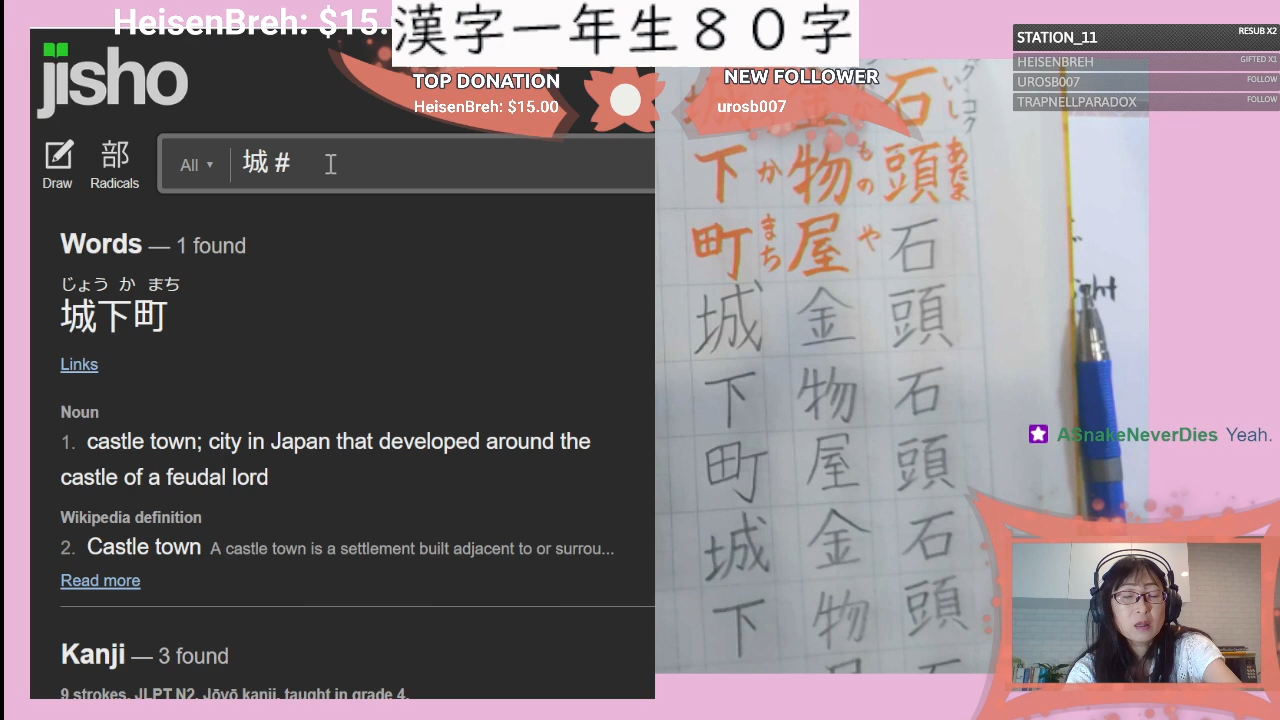 HeisenBreh: $15.
漢字一年生８０字
jisho
Draw
部
Radicals
All ▾
城 #
Words — 1 found
じょう か まち
城下町
Links
Noun
1. castle town; city in Japan that developed around the
castle of a feudal lord
Wikipedia definition
2. Castle town A castle town is a settlement built adjacent to or surrou...
Read more
Kanji — 3 found
9 strokes. JLPT N2. Jōyō kanji, taught in grade 4.
TOP DONATION
HeisenBreh: $15.00
NEW FOLLOWER
urosb007
石頭石頭石頭石頭
いし
コク
あたま
金物屋金物屋金物
もの
や
下町城下町城下
か
まち
STATION_11 RESUB X2
HEISENBREH GIFTED X1
UROSB007 FOLLOW
TRAPNELLPARADOX FOLLOW
ASnakeNeverDies Yeah.